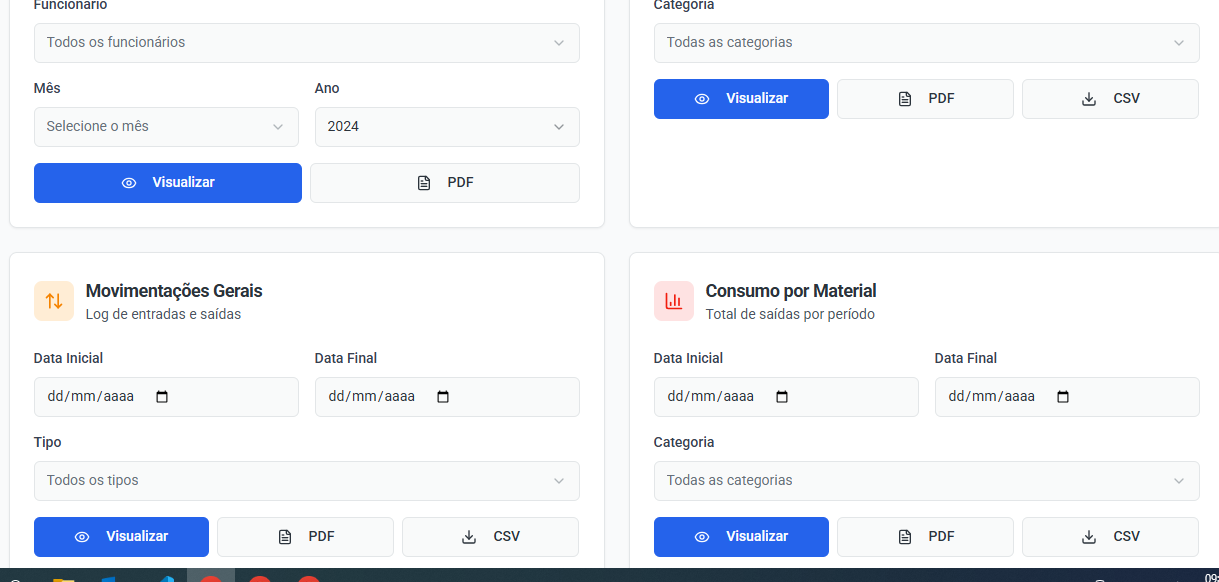 Funcionário
Todos os funcionários
Mês
Ano
Selecione o mês
2024
Visualizar
PDF
Categoria
Todas as categorias
Visualizar
PDF
CSV
Movimentações Gerais
Log de entradas e saídas
Data Inicial
Data Final
dd/mm/aaaa
dd/mm/aaaa
Tipo
Todos os tipos
Visualizar
PDF
CSV
Consumo por Material
Total de saídas por período
Data Inicial
Data Final
dd/mm/aaaa
dd/mm/aaaa
Categoria
Todas as categorias
Visualizar
PDF
CSV